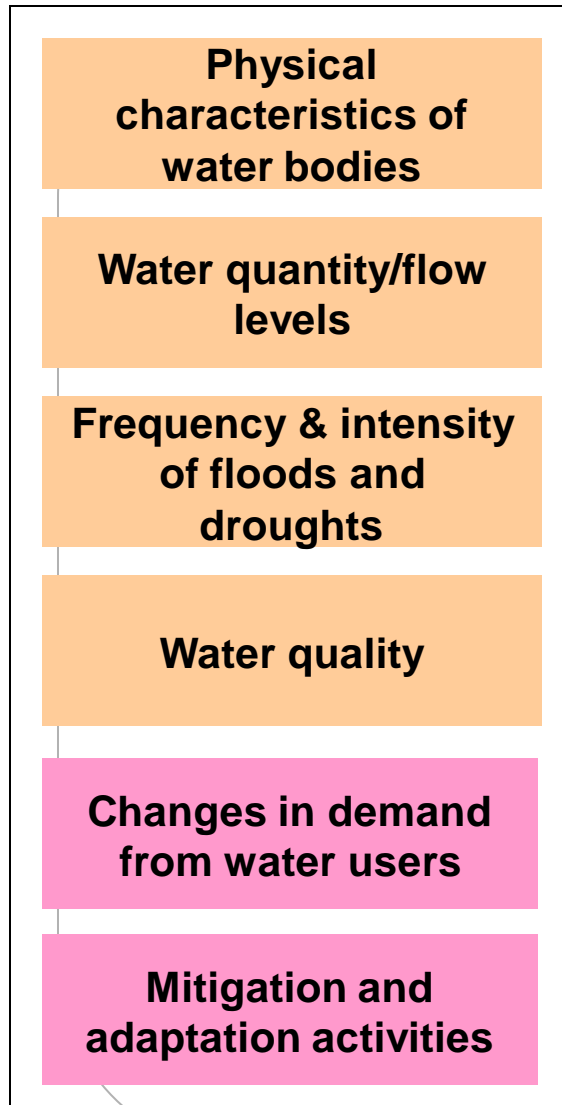 Physical
characteristics of
water bodies
Water quantity/flow
levels
Frequency & intensity
of floods and
droughts
Water quality
Changes in demand
from water users
Mitigation and
adaptation activities